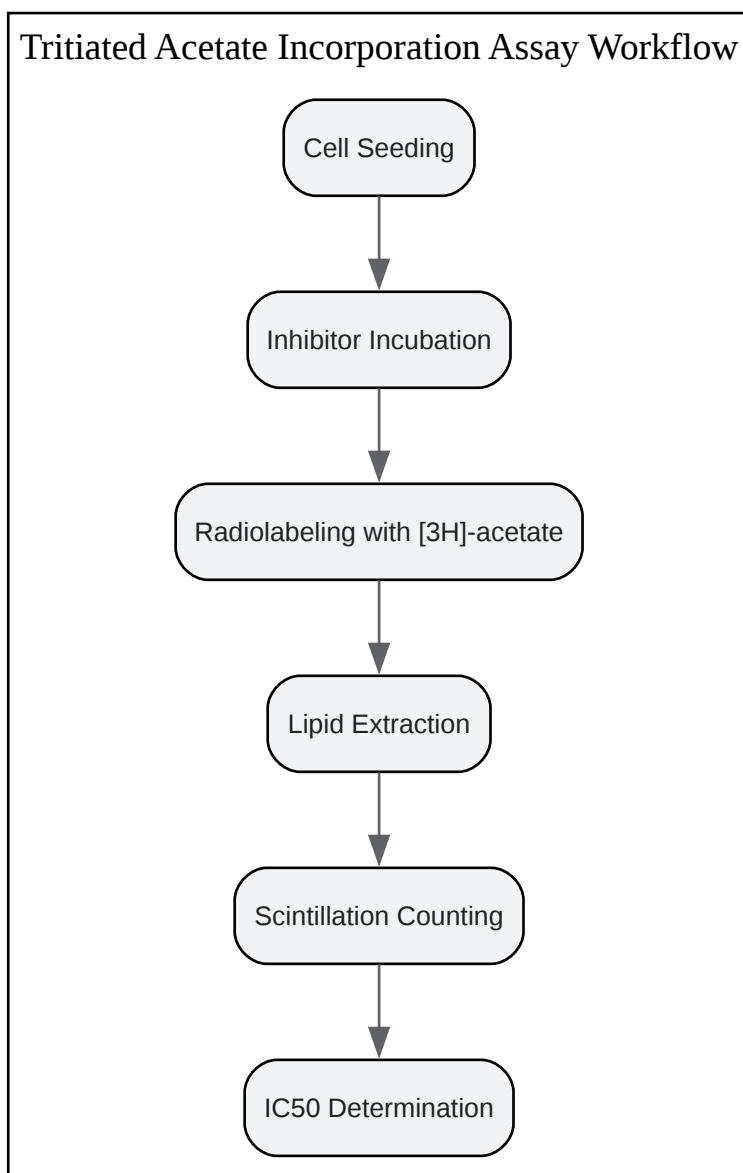 Tritiated Acetate Incorporation Assay Workflow
Cell Seeding
Inhibitor Incubation
Radiolabeling with [3H]-acetate
Lipid Extraction
Scintillation Counting
IC50 Determination